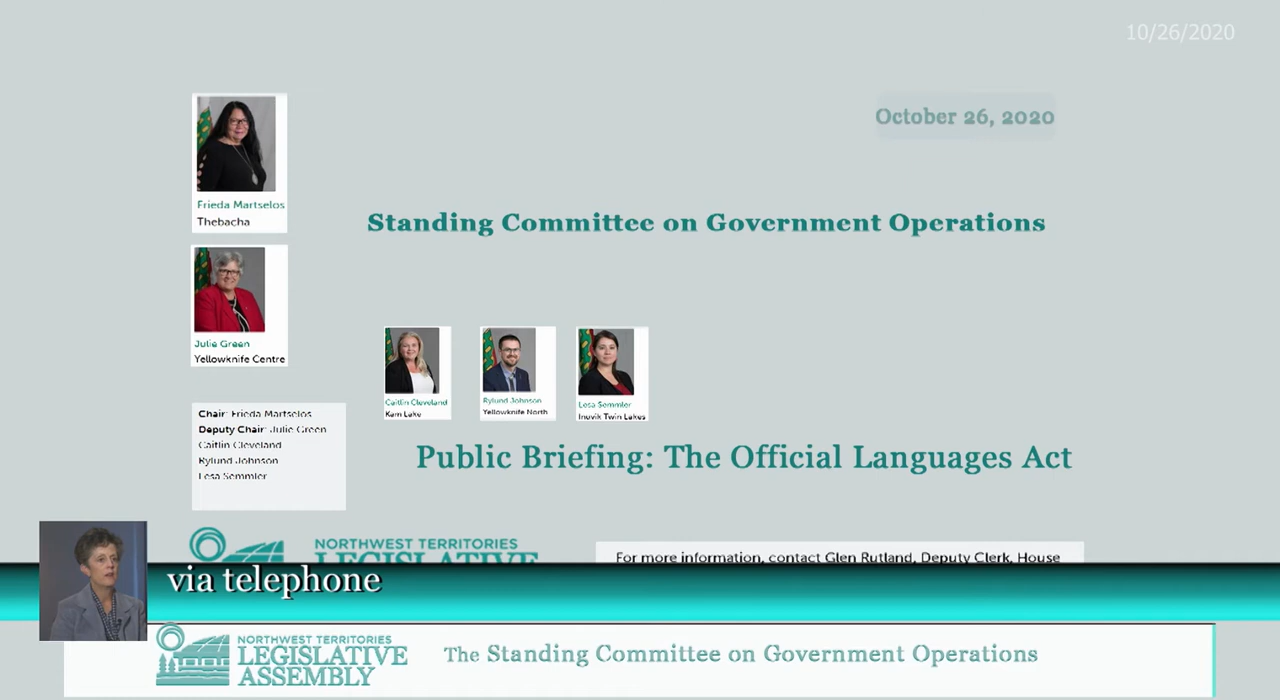 10/26/2020
October 26, 2020
Frieda Martselos
Thebacha
Standing Committee on Government Operations
Julie Green
Yellowknife Centre
Caitlin Cleveland
Kam Lake
Rylund Johnson
Yellowknife North
Lesa Semmler
Inuvik Twin Lakes
Chair: Frieda Martselos
Deputy Chair: Julie Green
Caitlin Cleveland
Rylund Johnson
Lesa Semmler
Public Briefing: The Official Languages Act
NORTHWEST TERRITORIES
LEGISLATIVE
For more information, contact Glen Rutland, Deputy Clerk, House
via telephone
NORTHWEST TERRITORIES
LEGISLATIVE
ASSEMBLY
The Standing Committee on Government Operations